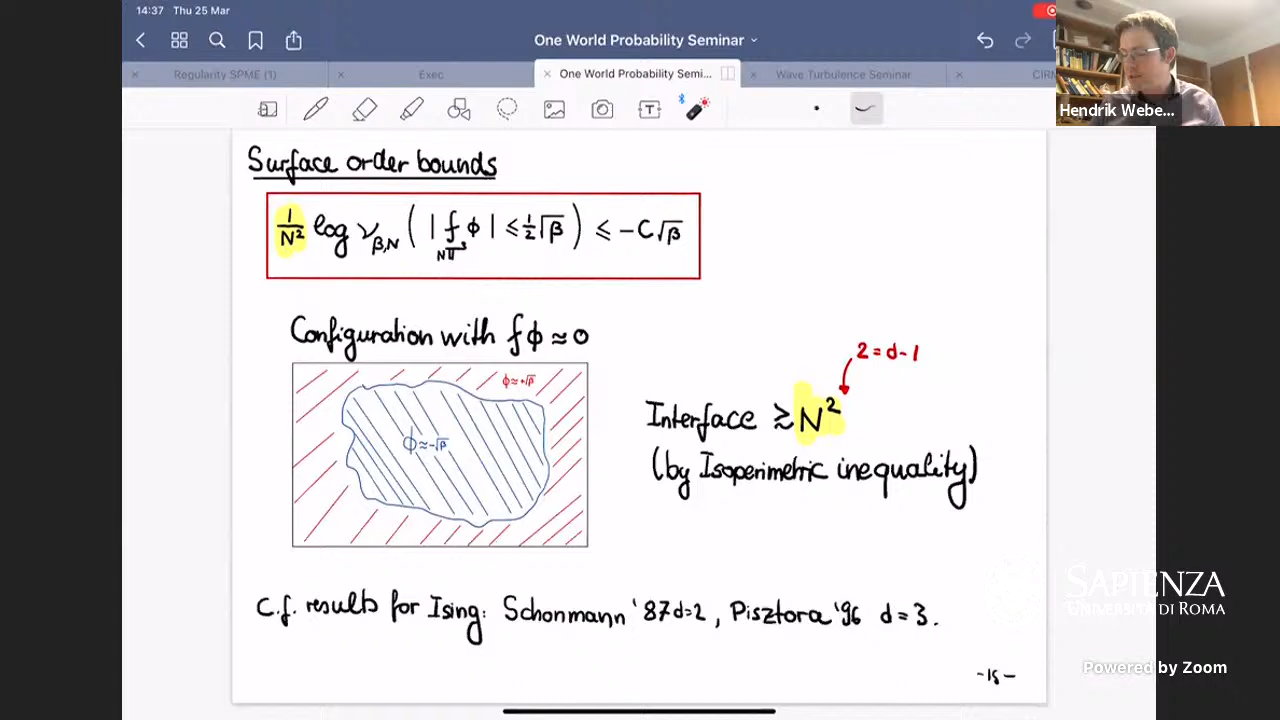 14:37 Thu 25 Mar
One World Probability Seminar
Regularity SPME (1)
Exec
One World Probability Semi...
Wave Turbulence Seminar
CIRM
Hendrik Webe...
Surface order bounds
1/N² log ν_{β,N} ( | ⨍_{N𝕋³} ϕ | ≤ ½√β ) ≤ -C√β
Configuration with ⨍ϕ ≈ 0
2 = d-1
ϕ≈+√β
Interface ≳ N²
ϕ≈-√β
(by Isoperimetric inequality)
SAPIENZA
UNIVERSITÀ DI ROMA
C.f. results for Ising: Schonmann '87 d=2, Pisztora '96 d=3.
Powered by Zoom
-15-